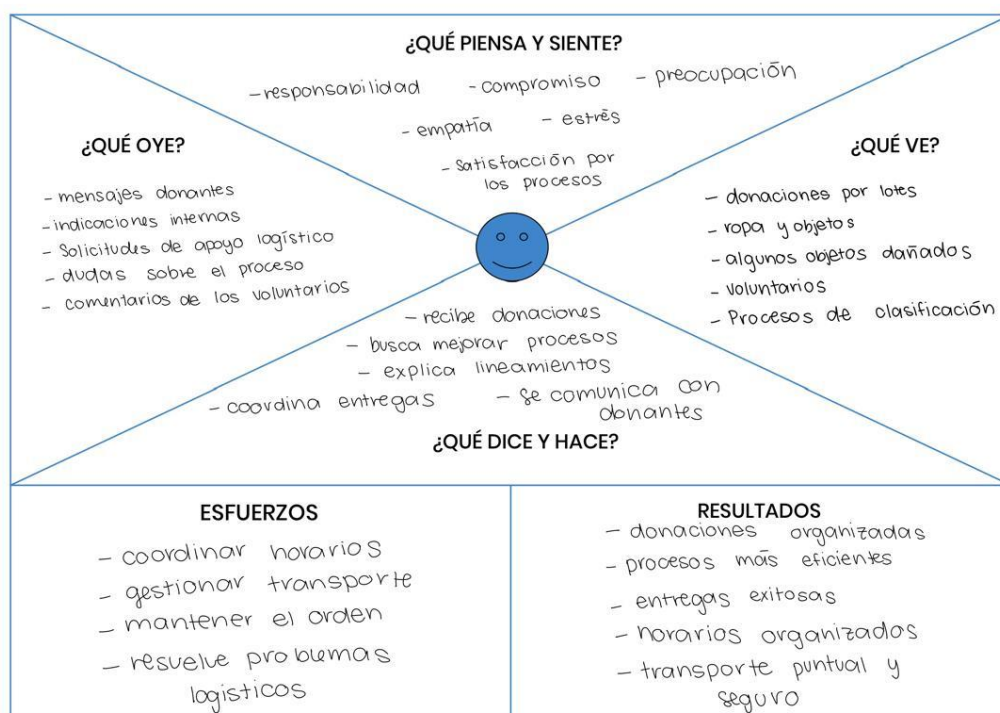 ¿QUÉ PIENSA Y SIENTE?
- responsabilidad - compromiso - preocupación
- empatía - estrés
- satisfacción por
los procesos
¿QUÉ OYE?
- mensajes donantes
- indicaciones internas
- Solicitudes de apoyo logístico
- dudas sobre el proceso
- comentarios de los voluntarios
¿QUÉ VE?
- donaciones por lotes
- ropa y objetos
- algunos objetos dañados
- voluntarios
- Procesos de clasificación
- recibe donaciones
- busca mejorar procesos
- explica lineamientos
- coordina entregas - se comunica con
donantes
¿QUÉ DICE Y HACE?
ESFUERZOS
- coordinar horarios
- gestionar transporte
- mantener el orden
- resuelve problemas
logisticos
RESULTADOS
- donaciones organizadas
- procesos más eficientes
- entregas exitosas
- horarios organizados
- transporte puntual y
seguro